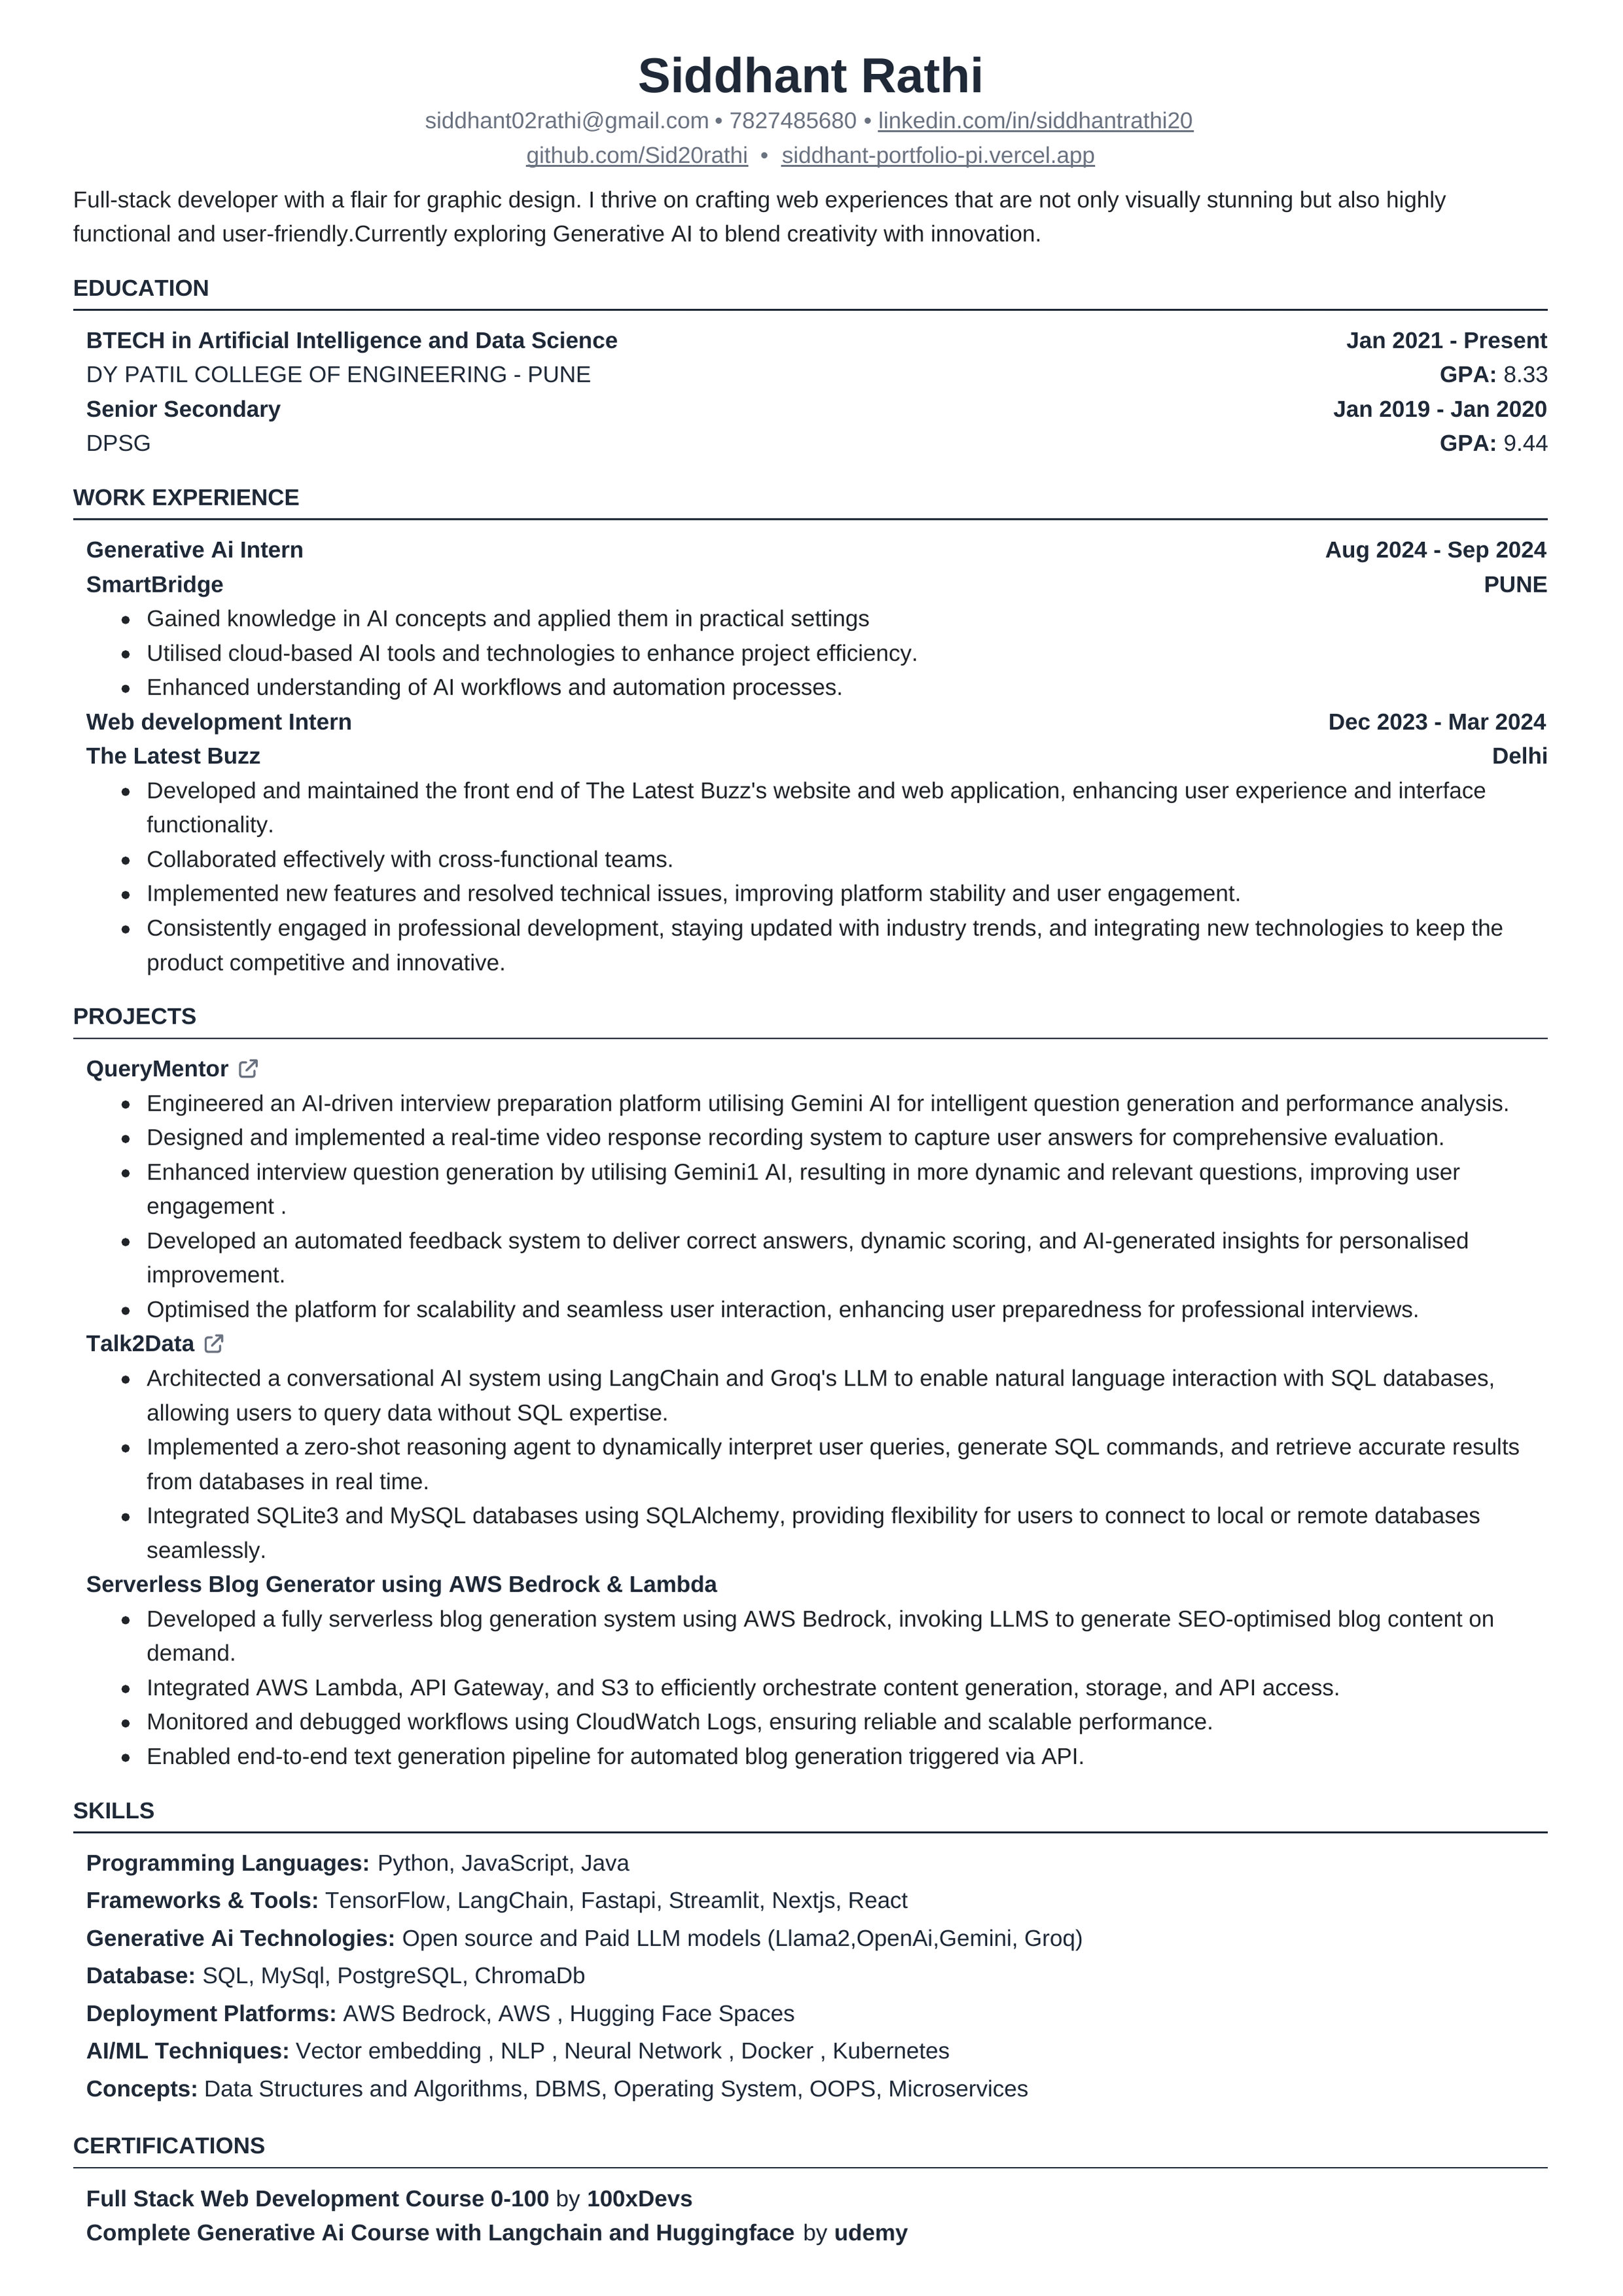 Siddhant Rathi
siddhant02rathi@gmail.com • 7827485680 • linkedin.com/in/siddhantrathi20
github.com/Sid20rathi • siddhant-portfolio-pi.vercel.app
Full-stack developer with a flair for graphic design. I thrive on crafting web experiences that are not only visually stunning but also highly
functional and user-friendly.Currently exploring Generative AI to blend creativity with innovation.
EDUCATION
BTECH in Artificial Intelligence and Data Science Jan 2021 - Present
DY PATIL COLLEGE OF ENGINEERING - PUNE GPA: 8.33
Senior Secondary Jan 2019 - Jan 2020
DPSG GPA: 9.44
WORK EXPERIENCE
Generative Ai Intern Aug 2024 - Sep 2024
SmartBridge PUNE
• Gained knowledge in AI concepts and applied them in practical settings
• Utilised cloud-based AI tools and technologies to enhance project efficiency.
• Enhanced understanding of AI workflows and automation processes.
Web development Intern Dec 2023 - Mar 2024
The Latest Buzz Delhi
• Developed and maintained the front end of The Latest Buzz's website and web application, enhancing user experience and interface
functionality.
• Collaborated effectively with cross-functional teams.
• Implemented new features and resolved technical issues, improving platform stability and user engagement.
• Consistently engaged in professional development, staying updated with industry trends, and integrating new technologies to keep the
product competitive and innovative.
PROJECTS
QueryMentor
• Engineered an AI-driven interview preparation platform utilising Gemini AI for intelligent question generation and performance analysis.
• Designed and implemented a real-time video response recording system to capture user answers for comprehensive evaluation.
• Enhanced interview question generation by utilising Gemini1 AI, resulting in more dynamic and relevant questions, improving user
engagement .
• Developed an automated feedback system to deliver correct answers, dynamic scoring, and AI-generated insights for personalised
improvement.
• Optimised the platform for scalability and seamless user interaction, enhancing user preparedness for professional interviews.
Talk2Data
• Architected a conversational AI system using LangChain and Groq's LLM to enable natural language interaction with SQL databases,
allowing users to query data without SQL expertise.
• Implemented a zero-shot reasoning agent to dynamically interpret user queries, generate SQL commands, and retrieve accurate results
from databases in real time.
• Integrated SQLite3 and MySQL databases using SQLAlchemy, providing flexibility for users to connect to local or remote databases
seamlessly.
Serverless Blog Generator using AWS Bedrock & Lambda
• Developed a fully serverless blog generation system using AWS Bedrock, invoking LLMS to generate SEO-optimised blog content on
demand.
• Integrated AWS Lambda, API Gateway, and S3 to efficiently orchestrate content generation, storage, and API access.
• Monitored and debugged workflows using CloudWatch Logs, ensuring reliable and scalable performance.
• Enabled end-to-end text generation pipeline for automated blog generation triggered via API.
SKILLS
Programming Languages: Python, JavaScript, Java
Frameworks & Tools: TensorFlow, LangChain, Fastapi, Streamlit, Nextjs, React
Generative Ai Technologies: Open source and Paid LLM models (Llama2,OpenAi,Gemini, Groq)
Database: SQL, MySql, PostgreSQL, ChromaDb
Deployment Platforms: AWS Bedrock, AWS , Hugging Face Spaces
AI/ML Techniques: Vector embedding , NLP , Neural Network , Docker , Kubernetes
Concepts: Data Structures and Algorithms, DBMS, Operating System, OOPS, Microservices
CERTIFICATIONS
Full Stack Web Development Course 0-100 by 100xDevs
Complete Generative Ai Course with Langchain and Huggingface by udemy